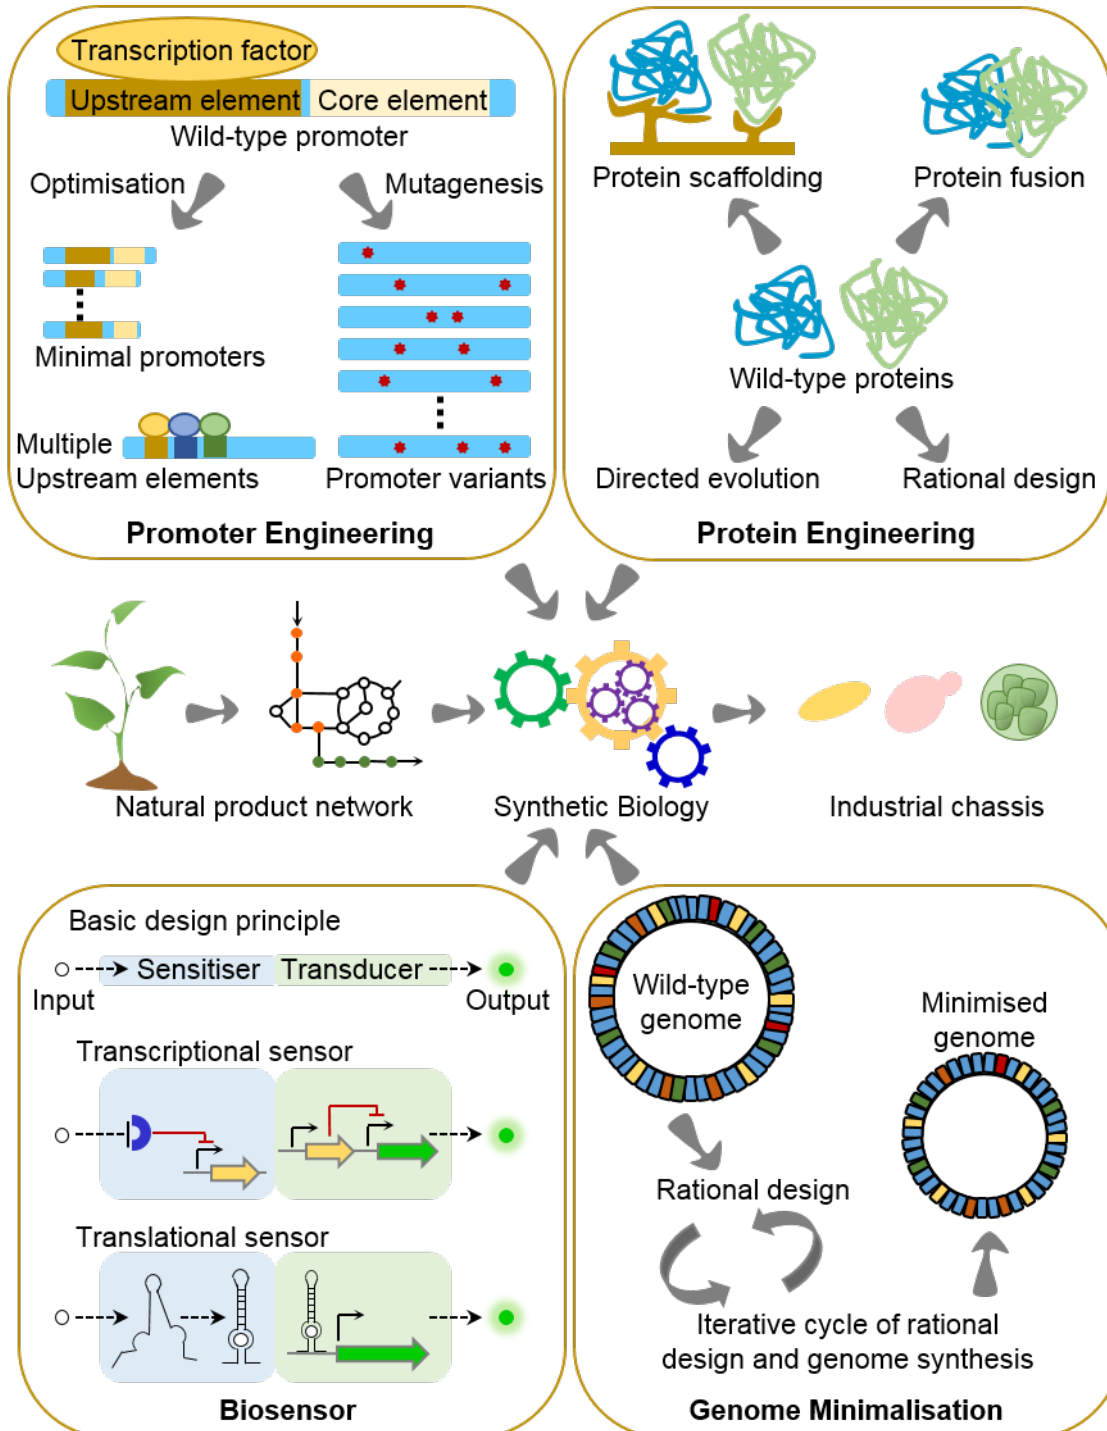 Transcription factor
Upstream element
Core element
Wild-type promoter
Optimisation
Mutagenesis
Minimal promoters
Multiple
Upstream elements
Promoter variants
Promoter Engineering
Protein scaffolding
Protein fusion
Wild-type proteins
Directed evolution
Rational design
Protein Engineering
Natural product network
Synthetic Biology
Industrial chassis
Basic design principle
Sensitiser
Transducer
Input
Output
Transcriptional sensor
Translational sensor
Biosensor
Wild-type
genome
Minimised
genome
Rational design
Iterative cycle of rational
design and genome synthesis
Genome Minimalisation